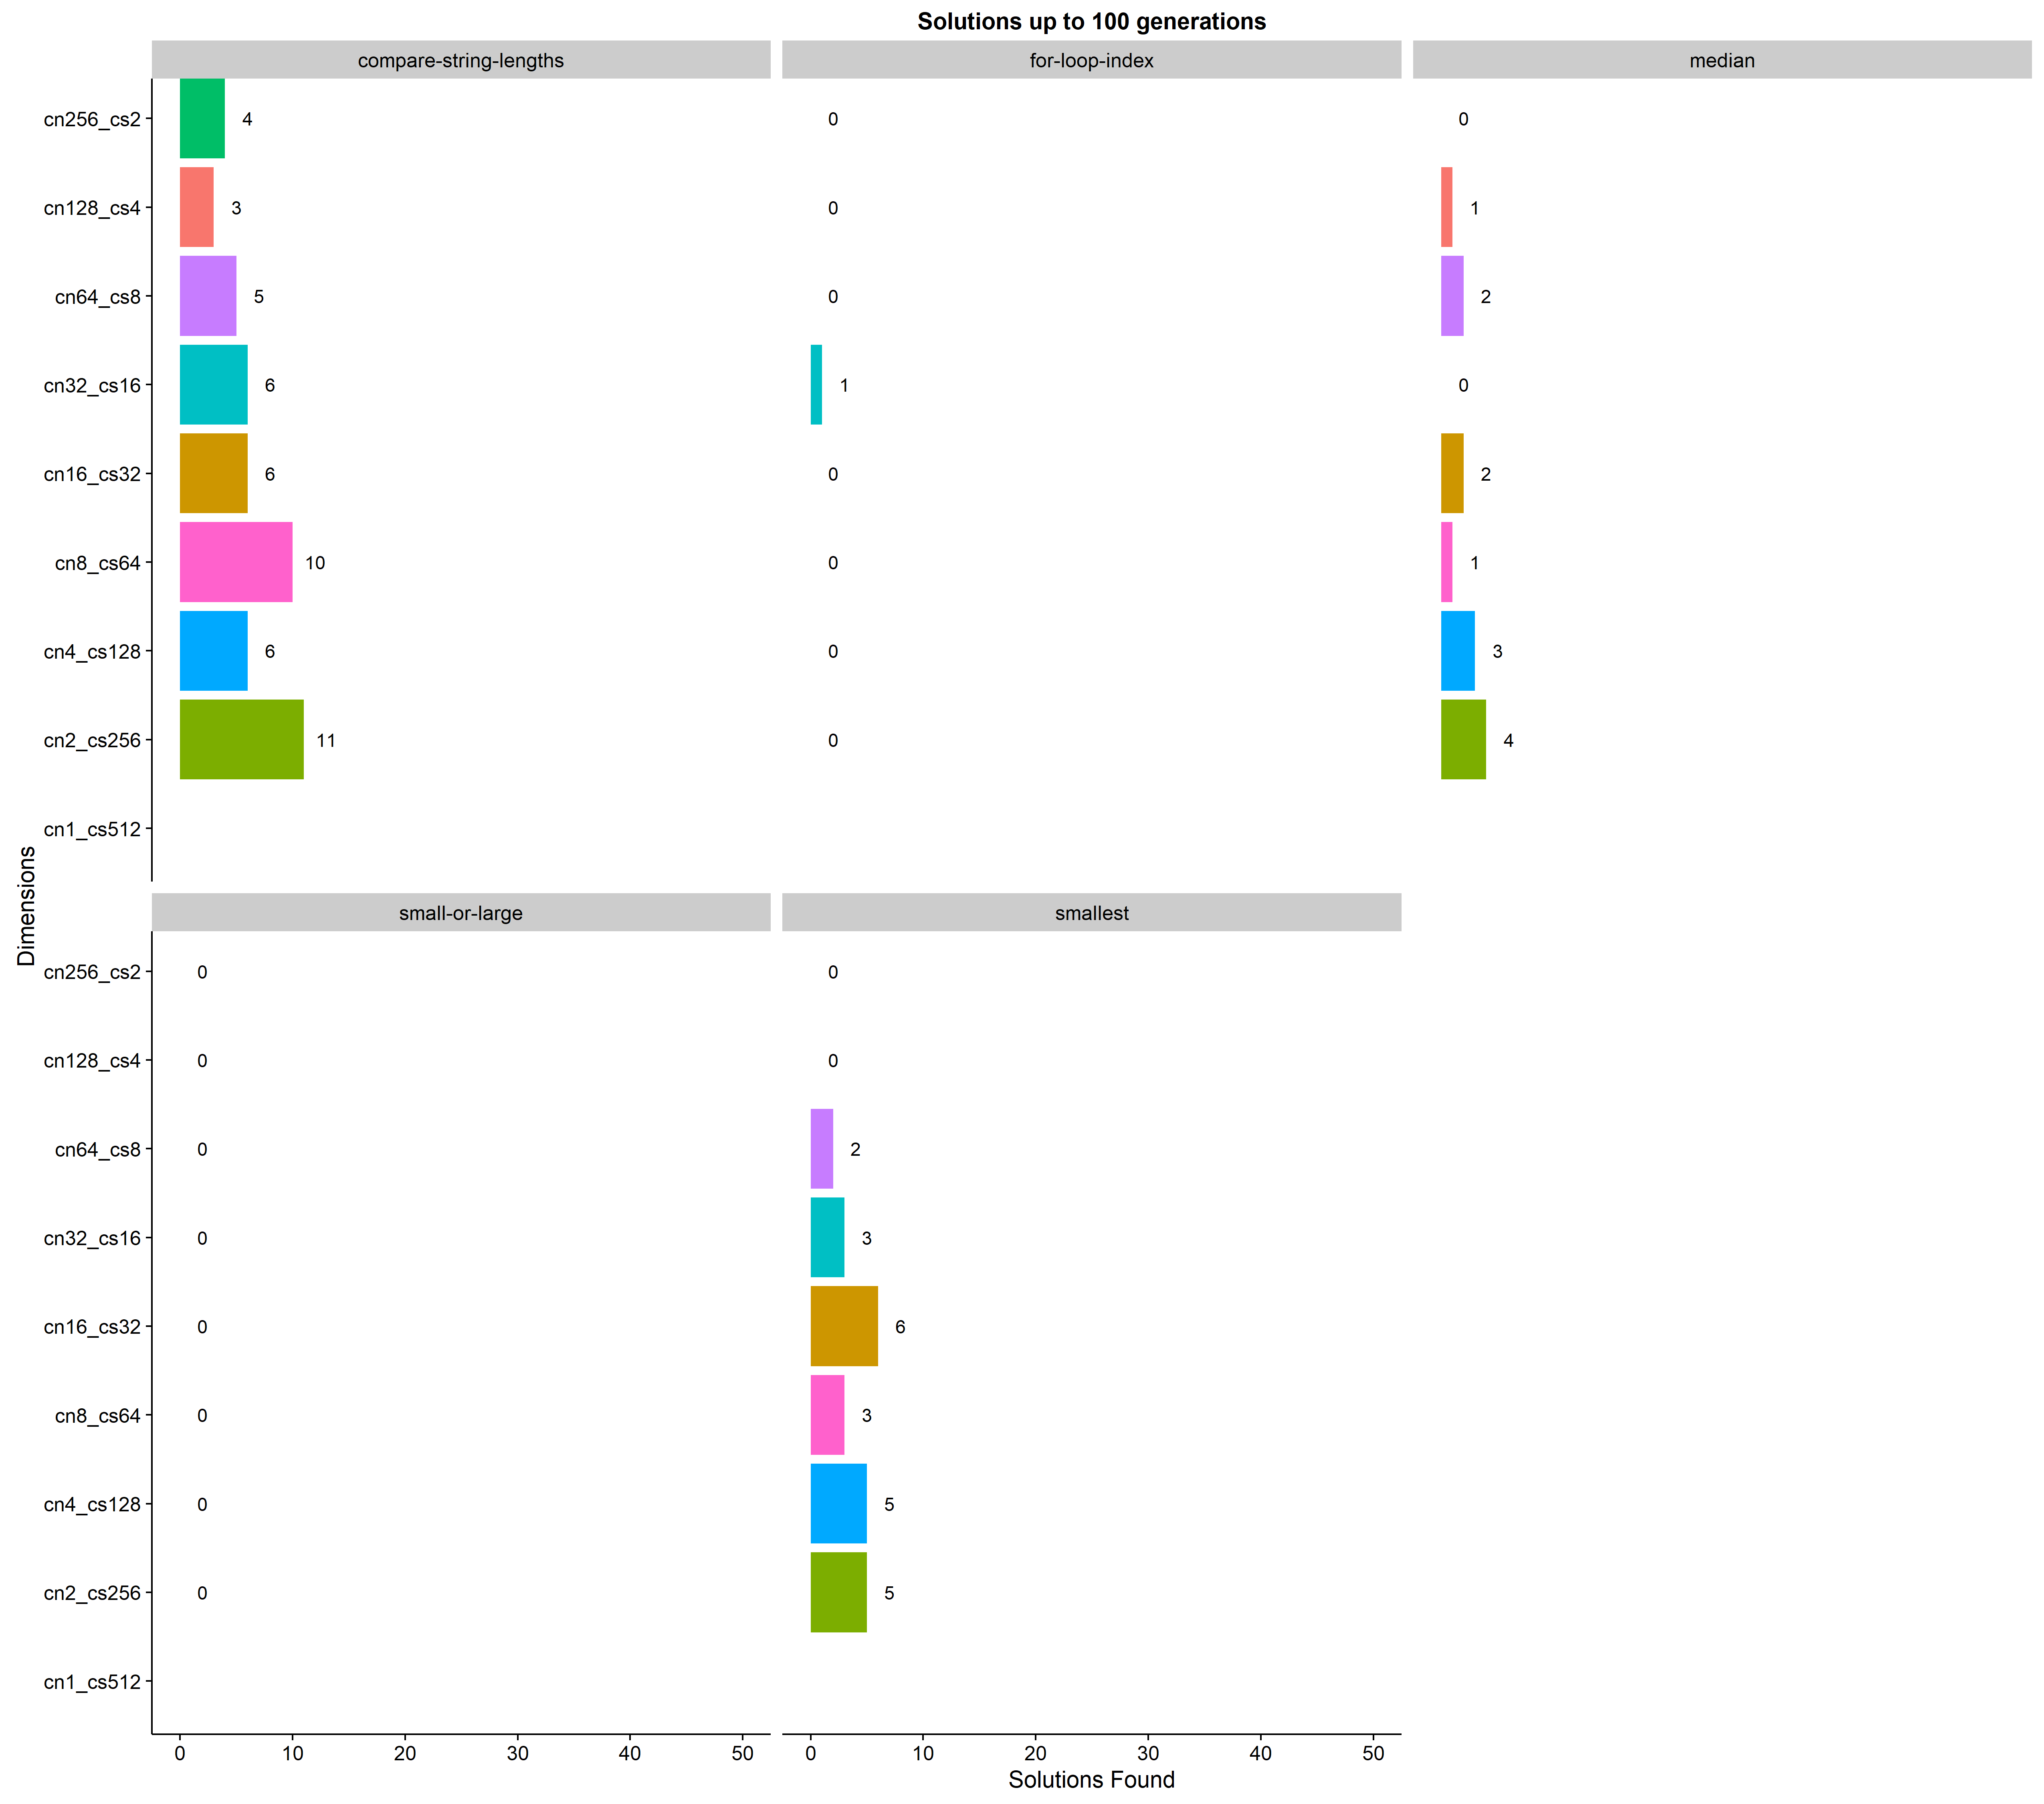 Solutions up to 100 generations
compare-string-lengths for-loop-index median
cn256_cs2 4 0 0
cn128_cs4 3 0 1
cn64_cs8 5 0 2
cn32_cs16 6 1 0
cn16_cs32 6 0 2
cn8_cs64 10 0 1
cn4_cs128 6 0 3
cn2_cs256 11 0 4
cn1_cs512
Dimensions
small-or-large smallest
cn256_cs2 0 0
cn128_cs4 0 0
cn64_cs8 0 2
cn32_cs16 0 3
cn16_cs32 0 6
cn8_cs64 0 3
cn4_cs128 0 5
cn2_cs256 0 5
cn1_cs512
0 10 20 30 40 50 0 10 20 30 40 50
Solutions Found